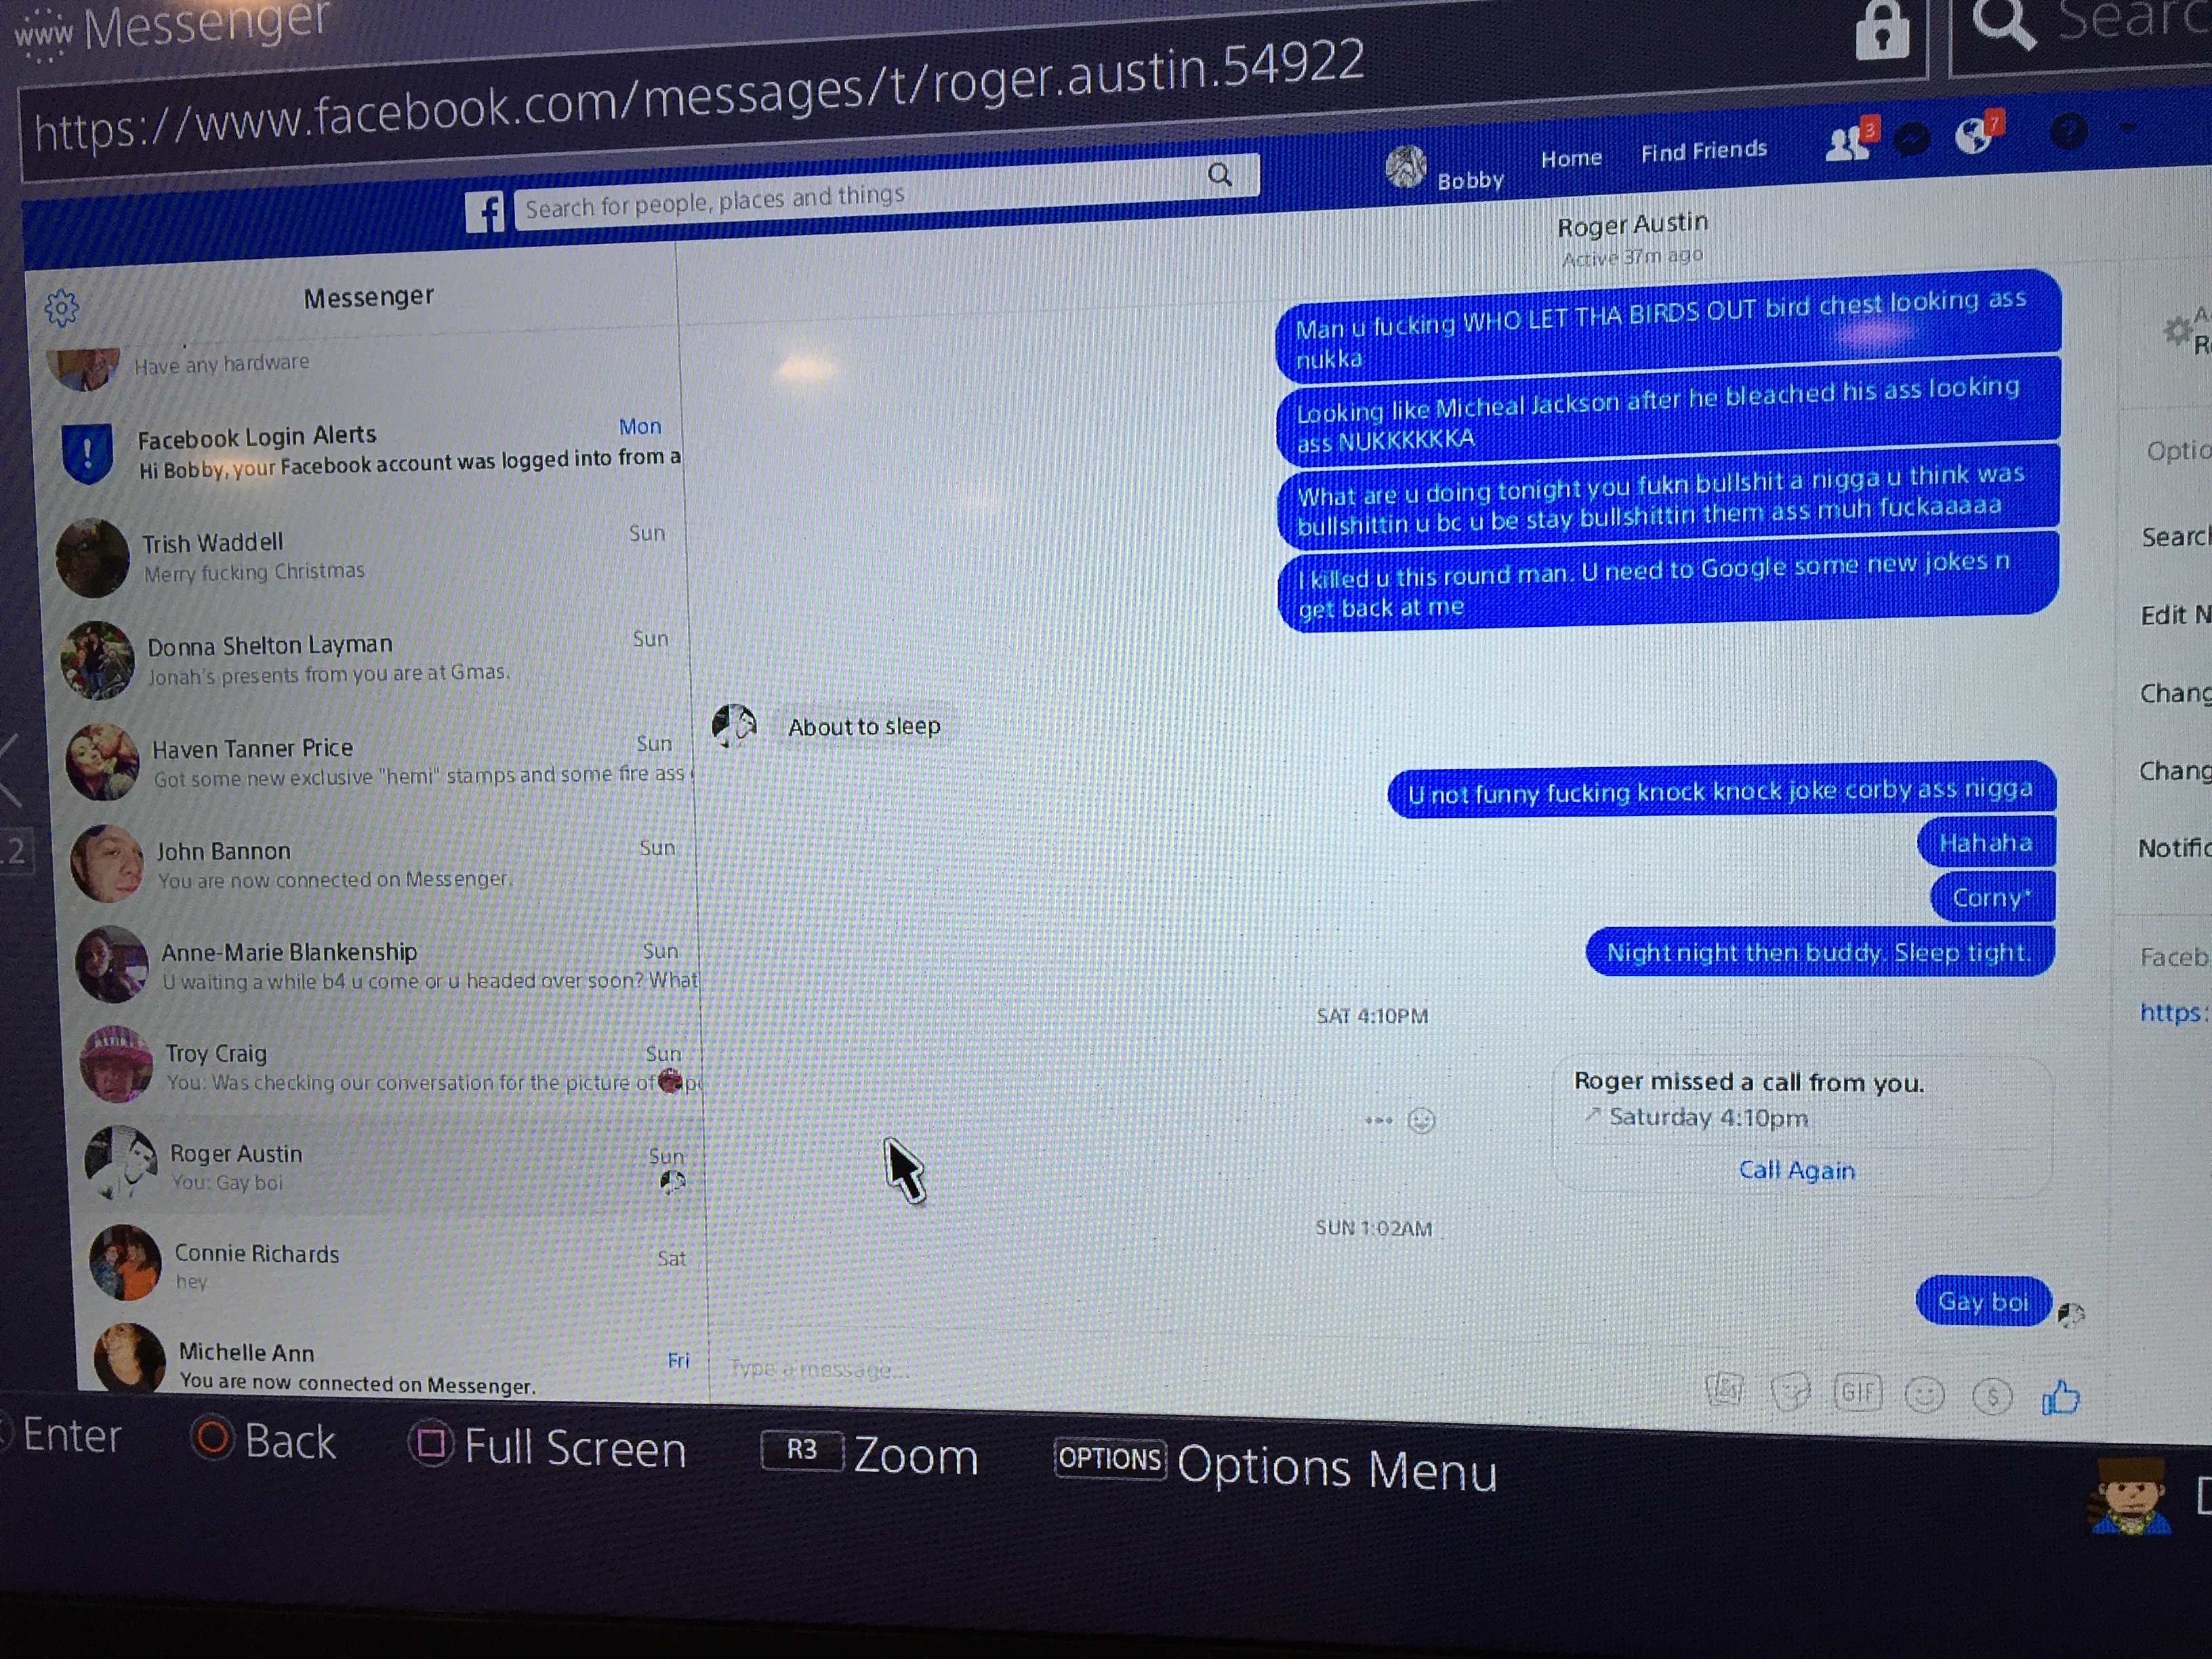 www Messenger
https://www.facebook.com/messages/t/roger.austin.54922
Search for people, places and things
Bobby
Home
Find Friends
3
7
Messenger
Have any hardware
Facebook Login Alerts
Mon
Hi Bobby, your Facebook account was logged into from a
Trish Waddell
Sun
Merry fucking Christmas
Donna Shelton Layman
Sun
Jonah's presents from you are at Gmas.
Haven Tanner Price
Sun
Got some new exclusive "hemi" stamps and some fire ass
John Bannon
Sun
You are now connected on Messenger.
Anne-Marie Blankenship
Sun
U waiting a while b4 u come or u headed over soon? What
Troy Craig
Sun
You: Was checking our conversation for the picture of
Roger Austin
Sun
You: Gay boi
Connie Richards
Sat
hey
Michelle Ann
Fri
You are now connected on Messenger.
Roger Austin
Active 37m ago
Man u fucking WHO LET THA BIRDS OUT bird chest looking ass
nukka
Looking like Micheal Jackson after he bleached his ass looking
ass NUKKKKKKA
What are u doing tonight you fukn bullshit a nigga u think was
bullshittin u bc u be stay bullshittin them ass muh fuckaaaaa
I killed u this round man. U need to Google some new jokes n
get back at me
About to sleep
U not funny fucking knock knock joke corby ass nigga
Hahaha
Corny*
Night night then buddy. Sleep tight.
SAT 4:10PM
Roger missed a call from you.
Saturday 4:10pm
Call Again
SUN 1:02AM
Gay boi
Type a message...
GIF
$
https:
Enter
Back
Full Screen
R3 Zoom
OPTIONS Options Menu